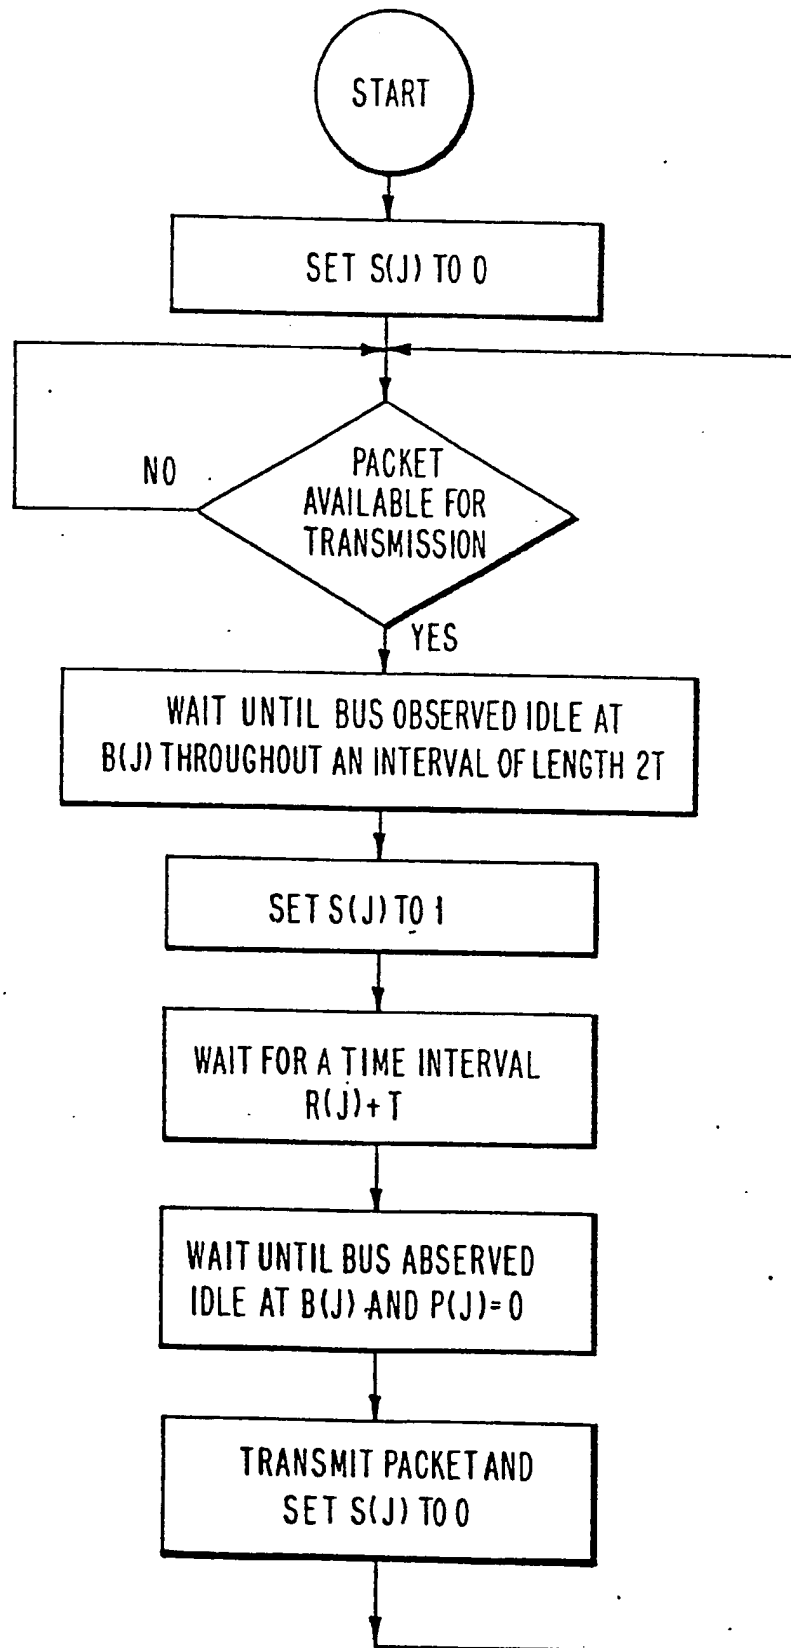 START
SET S(J) TO 0
NO
PACKET
AVAILABLE FOR
TRANSMISSION
YES
WAIT UNTIL BUS OBSERVED IDLE AT
B(J) THROUGHOUT AN INTERVAL OF LENGTH 2T
SET S(J) TO 1
WAIT FOR A TIME INTERVAL
R(J)+T
WAIT UNTIL BUS ABSERVED
IDLE AT B(J) AND P(J)=0
TRANSMIT PACKET AND
SET S(J) TO 0